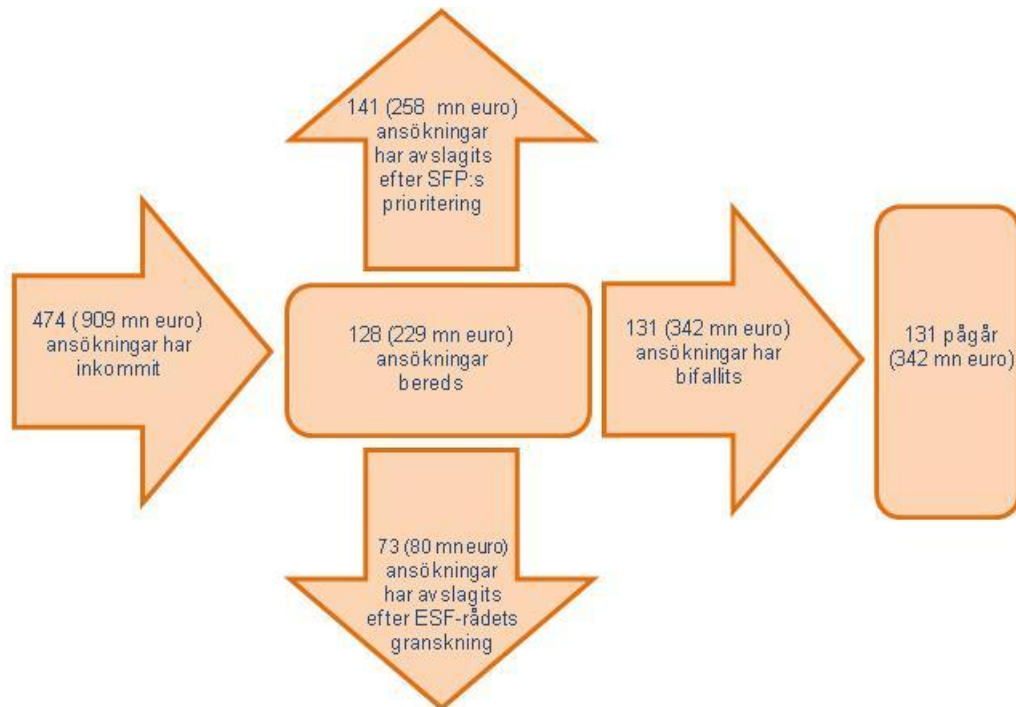 141 (258 mn euro)
ansökningar
har avslagits
efter SFP:s
prioritering
474 (909 mn euro)
ansökningar har
inkommit
128 (229 mn euro)
ansökningar
bereds
131 (342 mn euro)
ansökningar har
bifallits
131 pågår
(342 mn euro)
73 (80 mn euro)
ansökningar
har avslagits
efter ESF-rådets
granskning